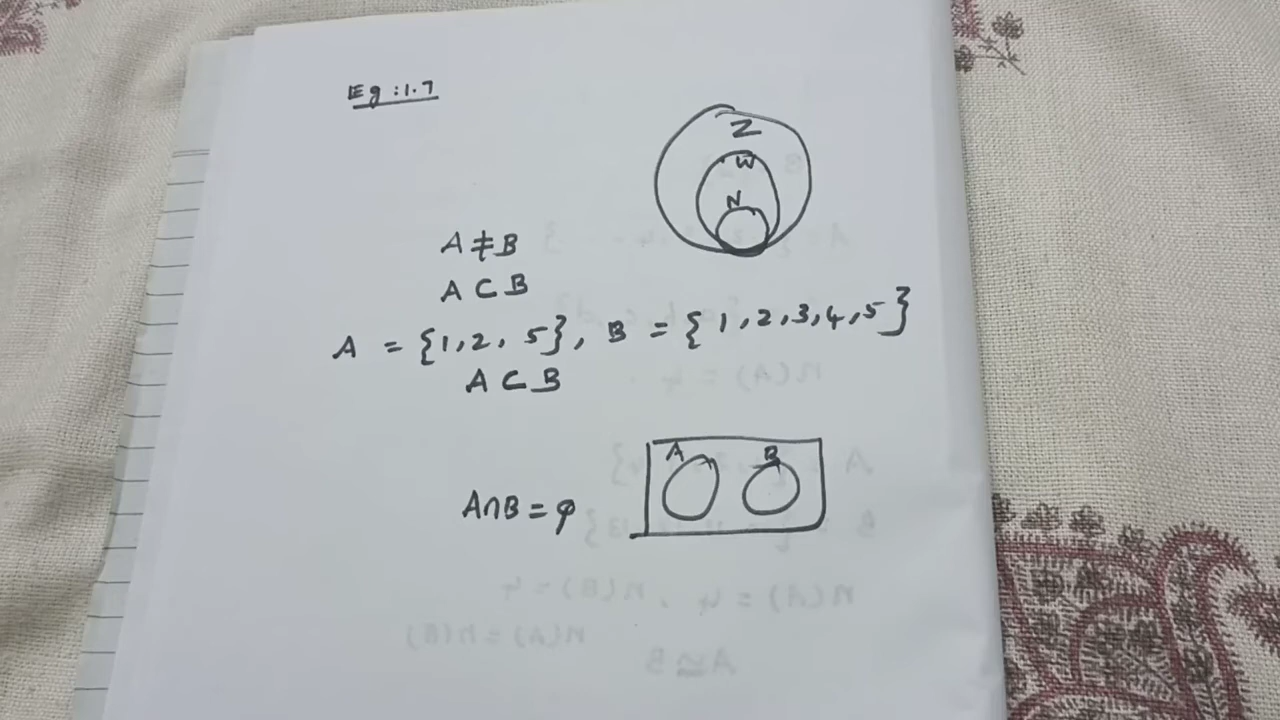 Eg : 1.7
Z
W
N
A ≠ B
A ⊂ B
A = {1, 2, 5}, B = {1, 2, 3, 4, 5}
A ⊂ B
A B
A∩B = φ